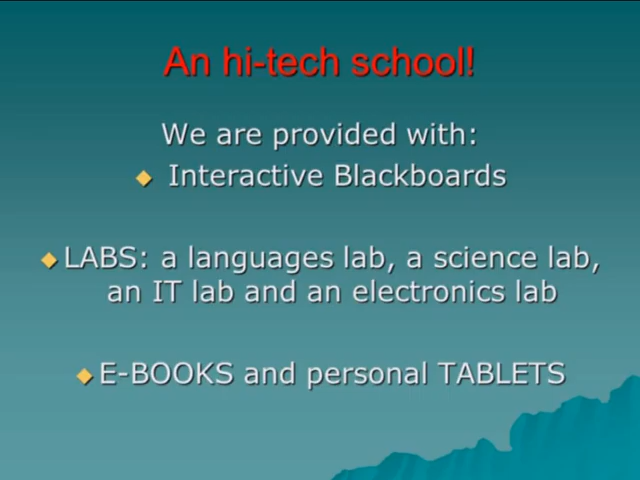 An hi-tech school!
We are provided with:
Interactive Blackboards
LABS: a languages lab, a science lab,
an IT lab and an electronics lab
E-BOOKS and personal TABLETS